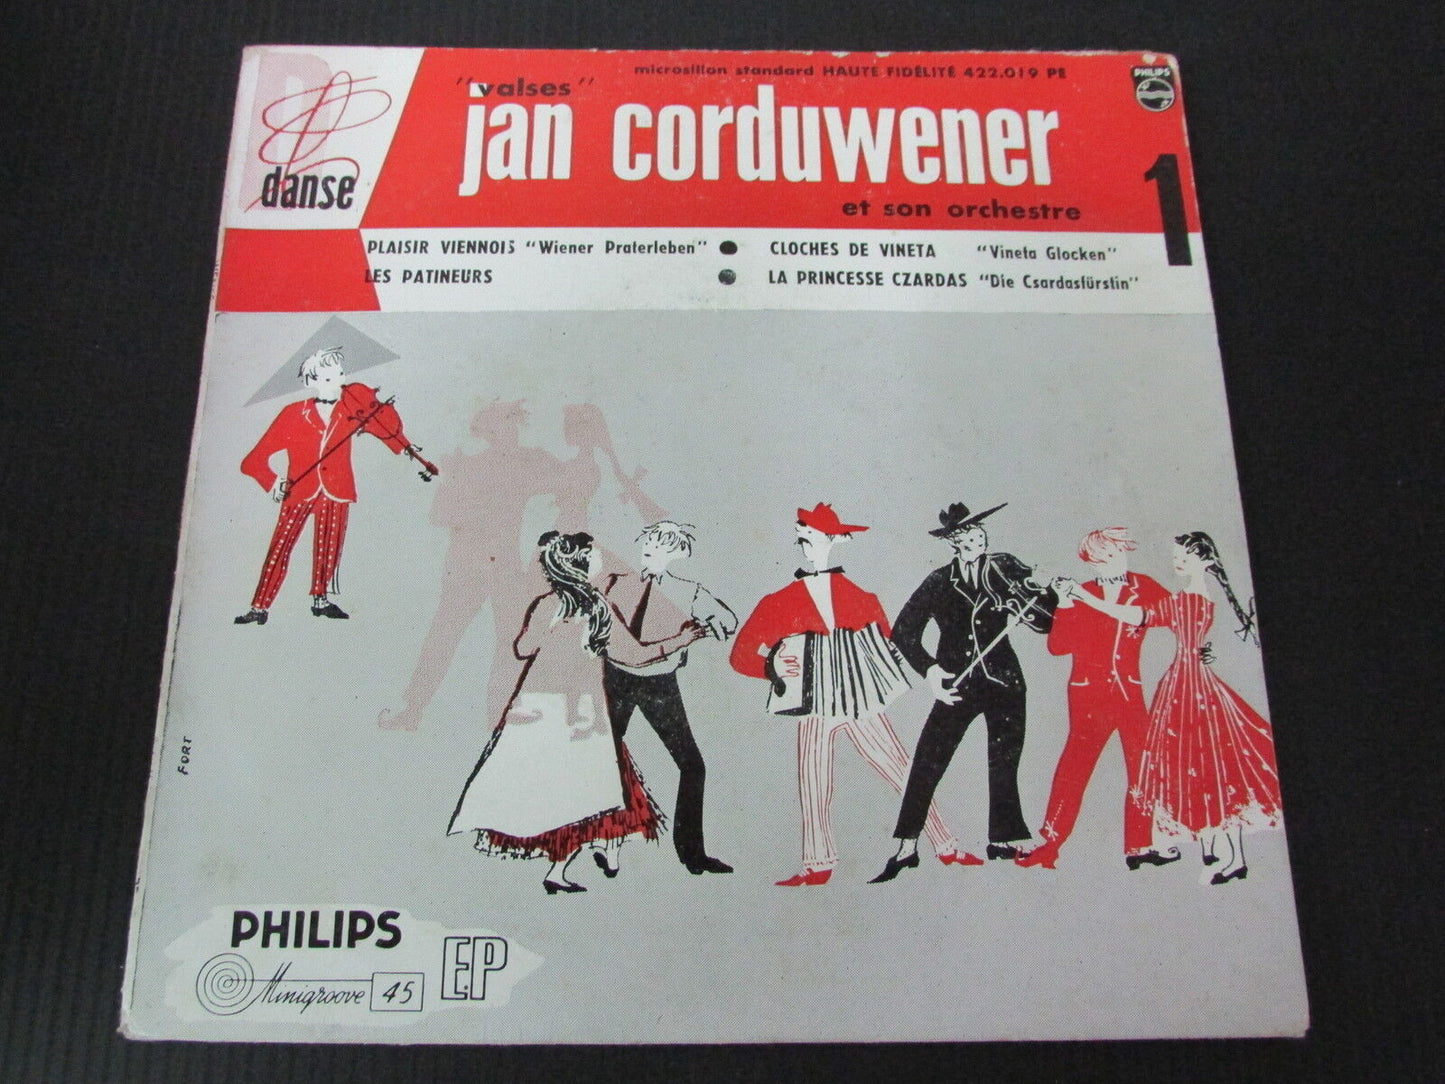 microsillon standard HAUTE FIDÉLITÉ 422.019 PE
PHILIPS
"valses"
jan corduwener
danse
et son orchestre
1
PLAISIR VIENNOIS "Wiener Praterleben" ● CLOCHES DE VINETA "Vineta Glocken"
LES PATINEURS ● LA PRINCESSE CZARDAS "Die Csardasfürstin"
FORT
PHILIPS
Minigroove 45
E.P